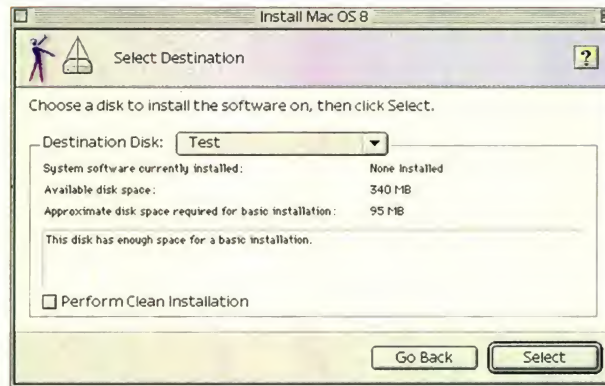 Install Mac OS 8
Select Destination
?
Choose a disk to install the software on, then click Select.
Destination Disk: Test
System software currently installed: None Installed
Available disk space: 340 MB
Approximate disk space required for basic installation: 95 MB
This disk has enough space for a basic installation.
Perform Clean Installation
Go Back Select